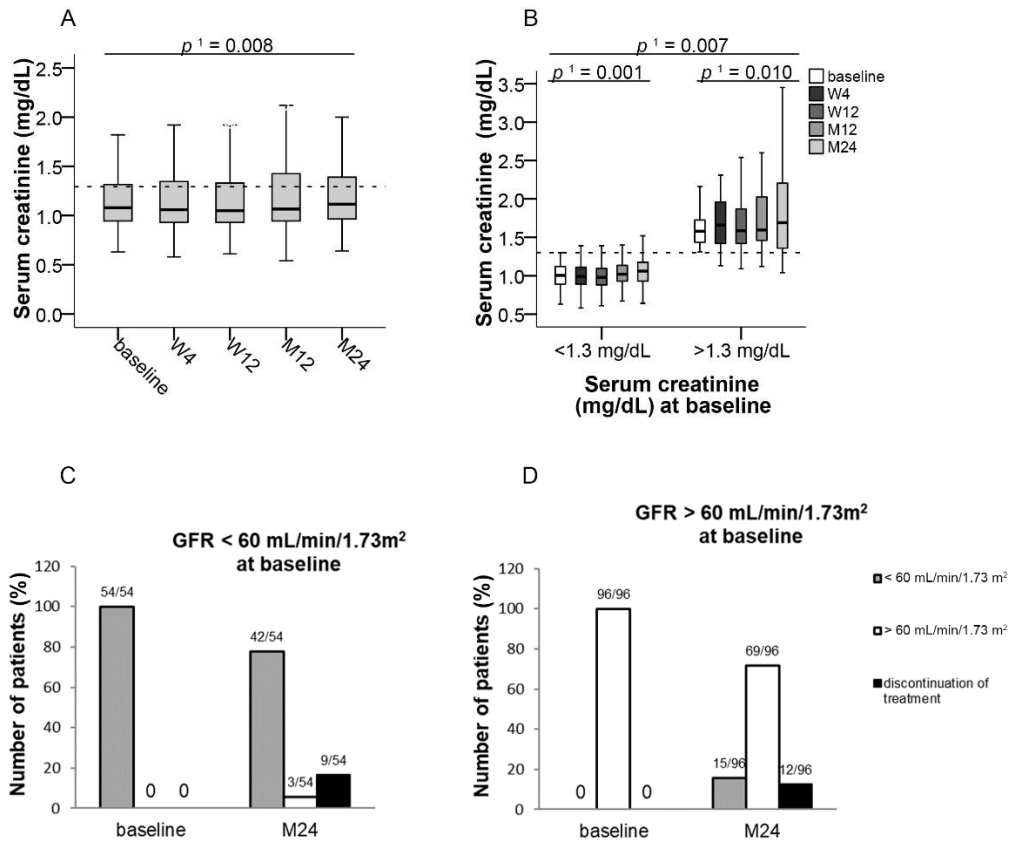 A
p ¹ = 0.008
Serum creatinine (mg/dL)
2.5
2.0
1.5
1.0
0.5
0.0
baseline
W4
W12
M12
M24
B
p ¹ = 0.007
p ¹ = 0.001
p ¹ = 0.010
Serum creatinine (mg/dL)
3.5
3.0
2.5
2.0
1.5
1.0
0.5
baseline
W4
W12
M12
M24
<1.3 mg/dL
>1.3 mg/dL
Serum creatinine
(mg/dL) at baseline
C
GFR < 60 mL/min/1.73m²
at baseline
Number of patients (%)
120
100
80
60
40
20
0
54/54
0
0
42/54
3/54
9/54
baseline
M24
D
GFR > 60 mL/min/1.73m²
at baseline
Number of patients (%)
120
100
80
60
40
20
0
0
96/96
0
15/96
69/96
12/96
baseline
M24
< 60 mL/min/1.73 m²
> 60 mL/min/1.73 m²
discontinuation of
treatment